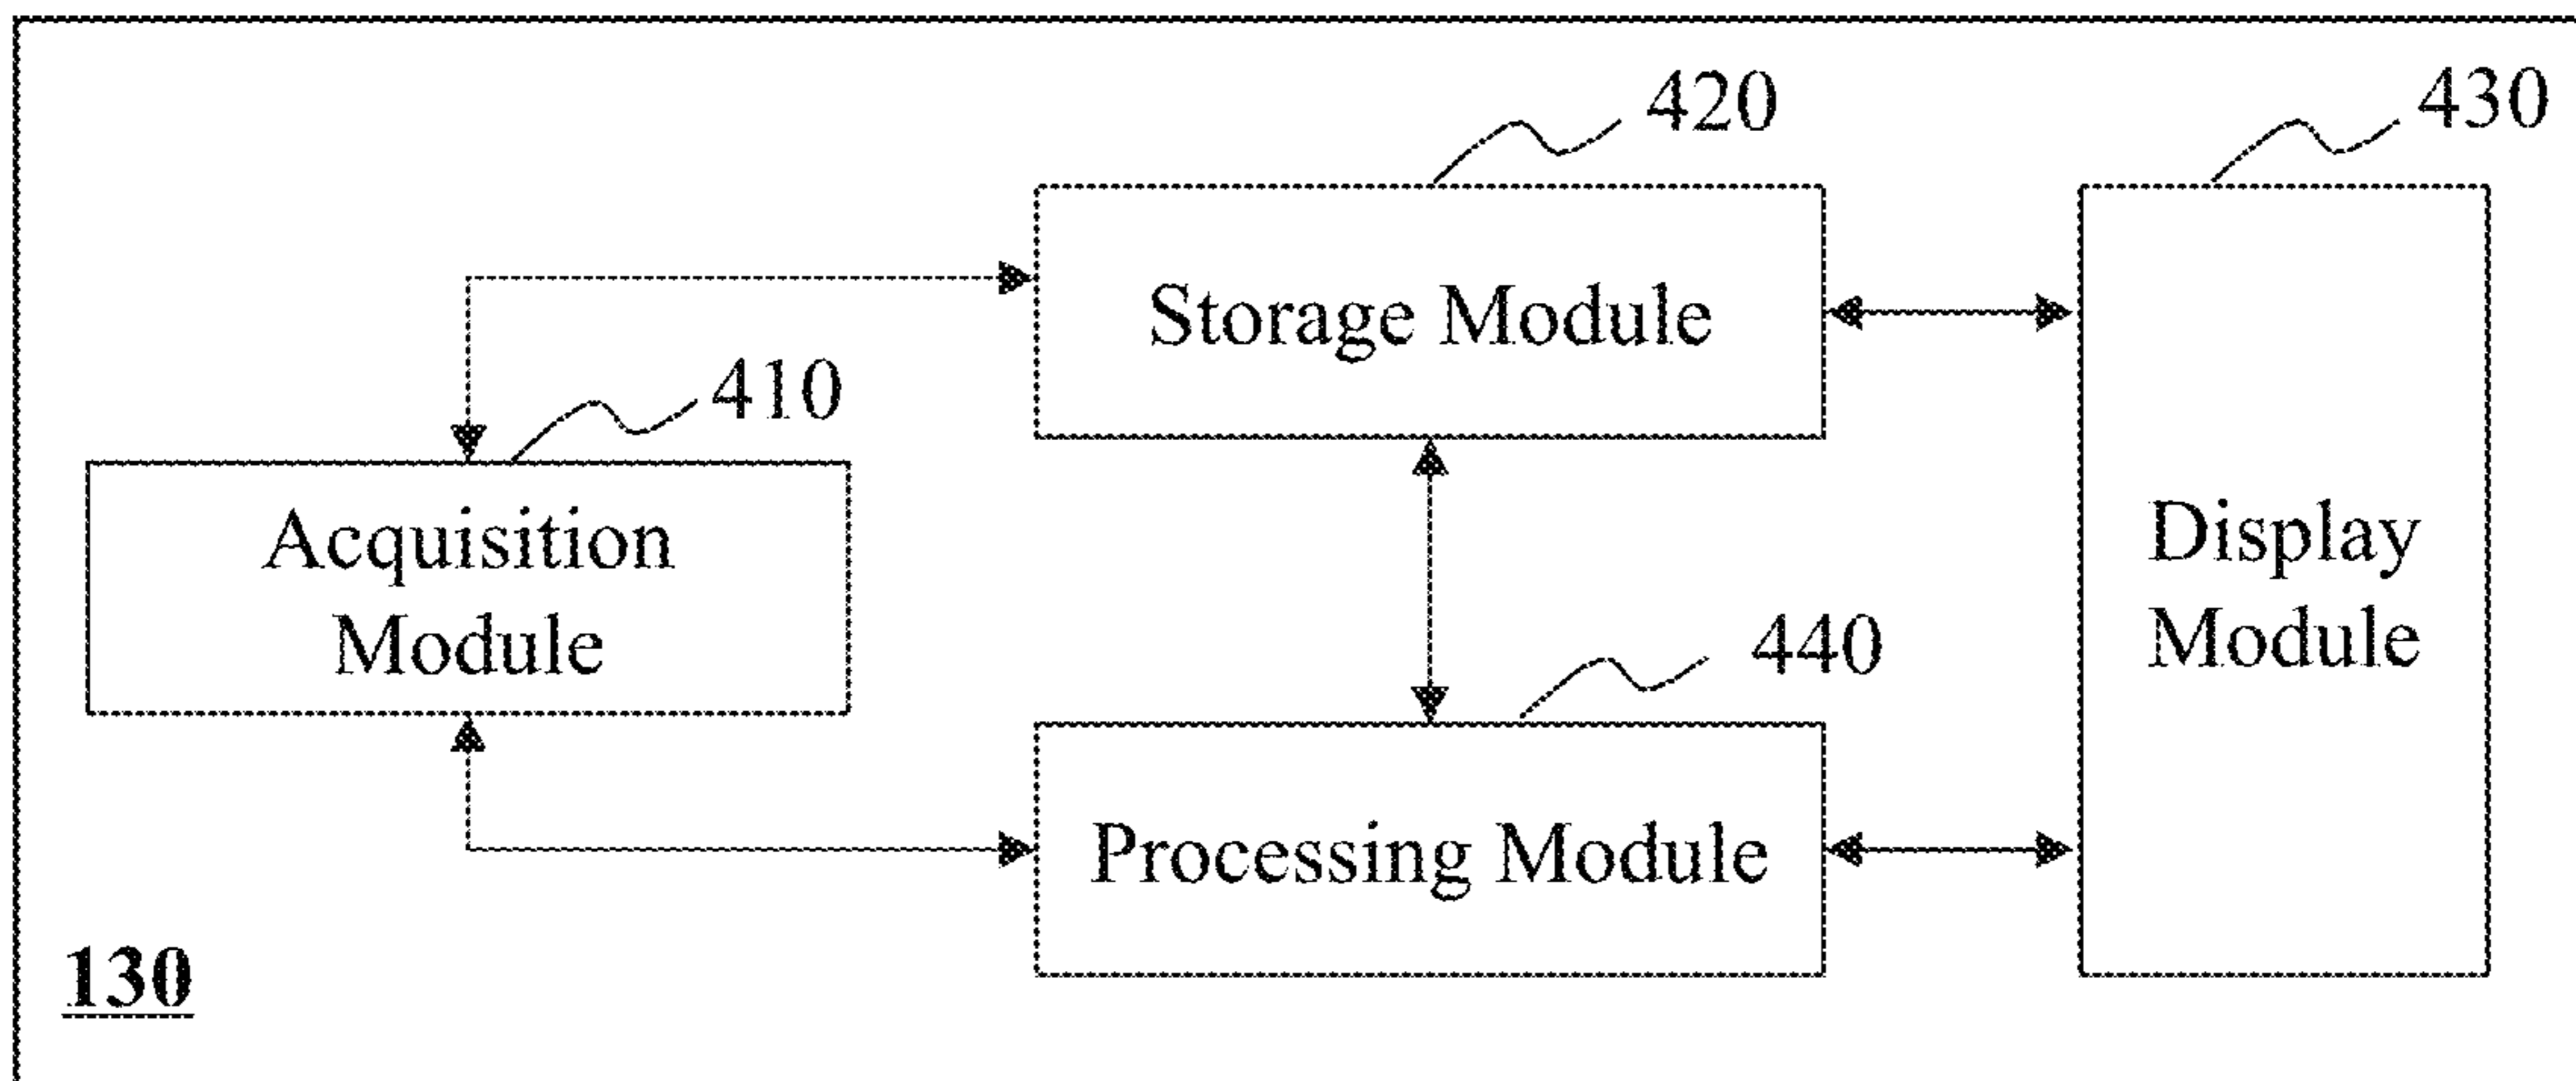 420
430
Storage Module
410
Acquisition
Module
Display
Module
440
Processing Module
130